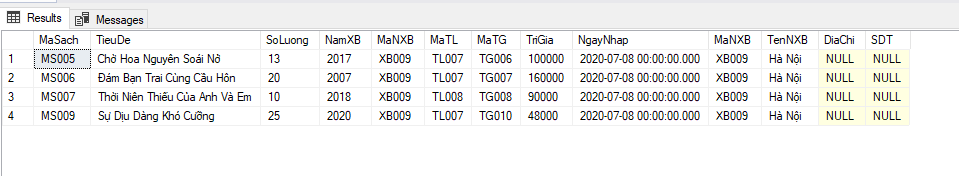 Results Messages
MaSach TieuDe SoLuong NamXB MaNXB MaTL MaTG TriGia NgayNhap MaNXB TenNXB DiaChi SDT
1 MS005 Chờ Hoa Nguyên Soái Nở 13 2017 XB009 TL007 TG006 100000 2020-07-08 00:00:00.000 XB009 Hà Nội NULL NULL
2 MS006 Đám Bạn Trai Cùng Cầu Hôn 20 2007 XB009 TL007 TG007 160000 2020-07-08 00:00:00.000 XB009 Hà Nội NULL NULL
3 MS007 Thời Niên Thiếu Của Anh Và Em 10 2018 XB009 TL008 TG008 90000 2020-07-08 00:00:00.000 XB009 Hà Nội NULL NULL
4 MS009 Sự Dịu Dàng Khó Cưỡng 25 2020 XB009 TL007 TG010 48000 2020-07-08 00:00:00.000 XB009 Hà Nội NULL NULL